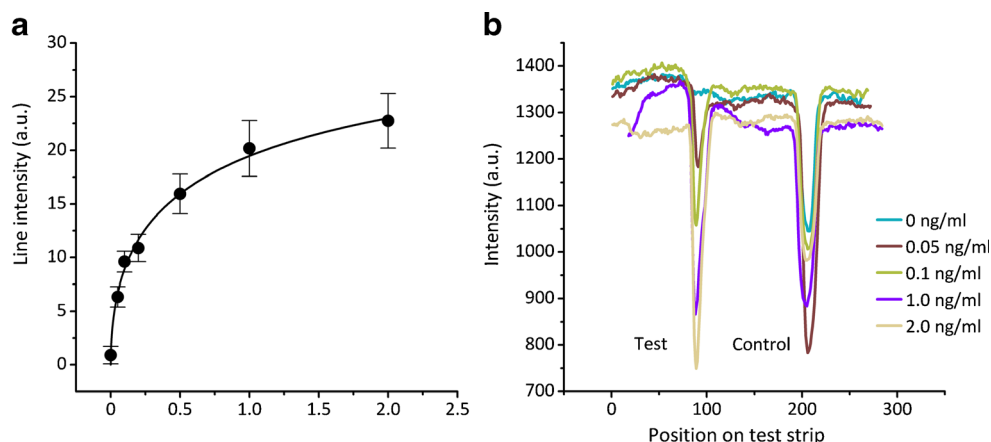 a
30
25
20
15
10
5
0
Line intensity (a.u.)
0 0.5 1.0 1.5 2.0 2.5
b
1400
1300
1200
1100
1000
900
800
700
Intensity (a.u.)
0 ng/ml
0.05 ng/ml
0.1 ng/ml
1.0 ng/ml
2.0 ng/ml
Test Control
0 100 200 300
Position on test strip